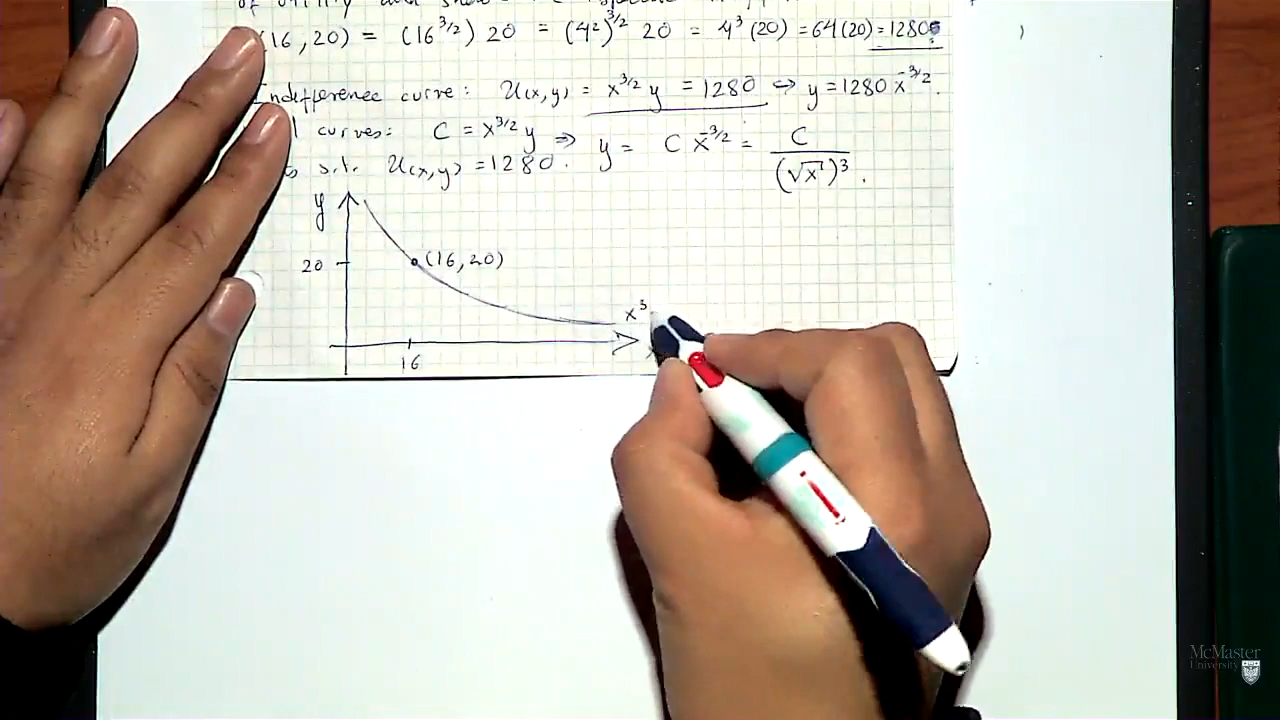 (16,20) = (16^{3/2}) 20 = (4²)^{3/2} 20 = 4³(20) = 64(20) = 1280
Indifference curve: U(x,y) = x^{3/2} y = 1280 ⇔ y = 1280 x^{-3/2}.
curves: C = x^{3/2} y ⇒ y = C x^{-3/2} = C/(√x)³.
s.t. U(x,y) = 1280.
y
20 (16,20)
x³
16
McMaster
University